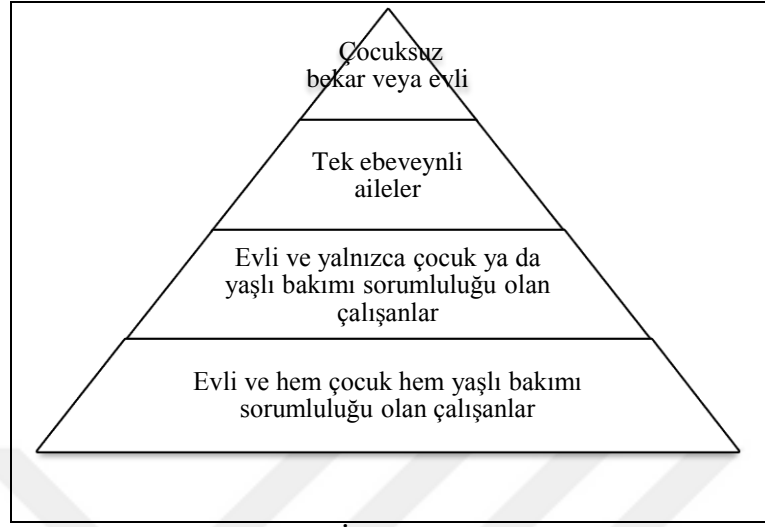 Çocuksuz
bekar veya evli
Tek ebeveynli
aileler
Evli ve yalnızca çocuk ya da
yaşlı bakımı sorumluluğu olan
çalışanlar
Evli ve hem çocuk hem yaşlı bakımı
sorumluluğu olan çalışanlar